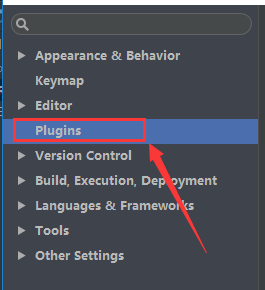 Appearance & Behavior
Keymap
Editor
Plugins
Version Control
Build, Execution, Deployment
Languages & Frameworks
Tools
Other Settings